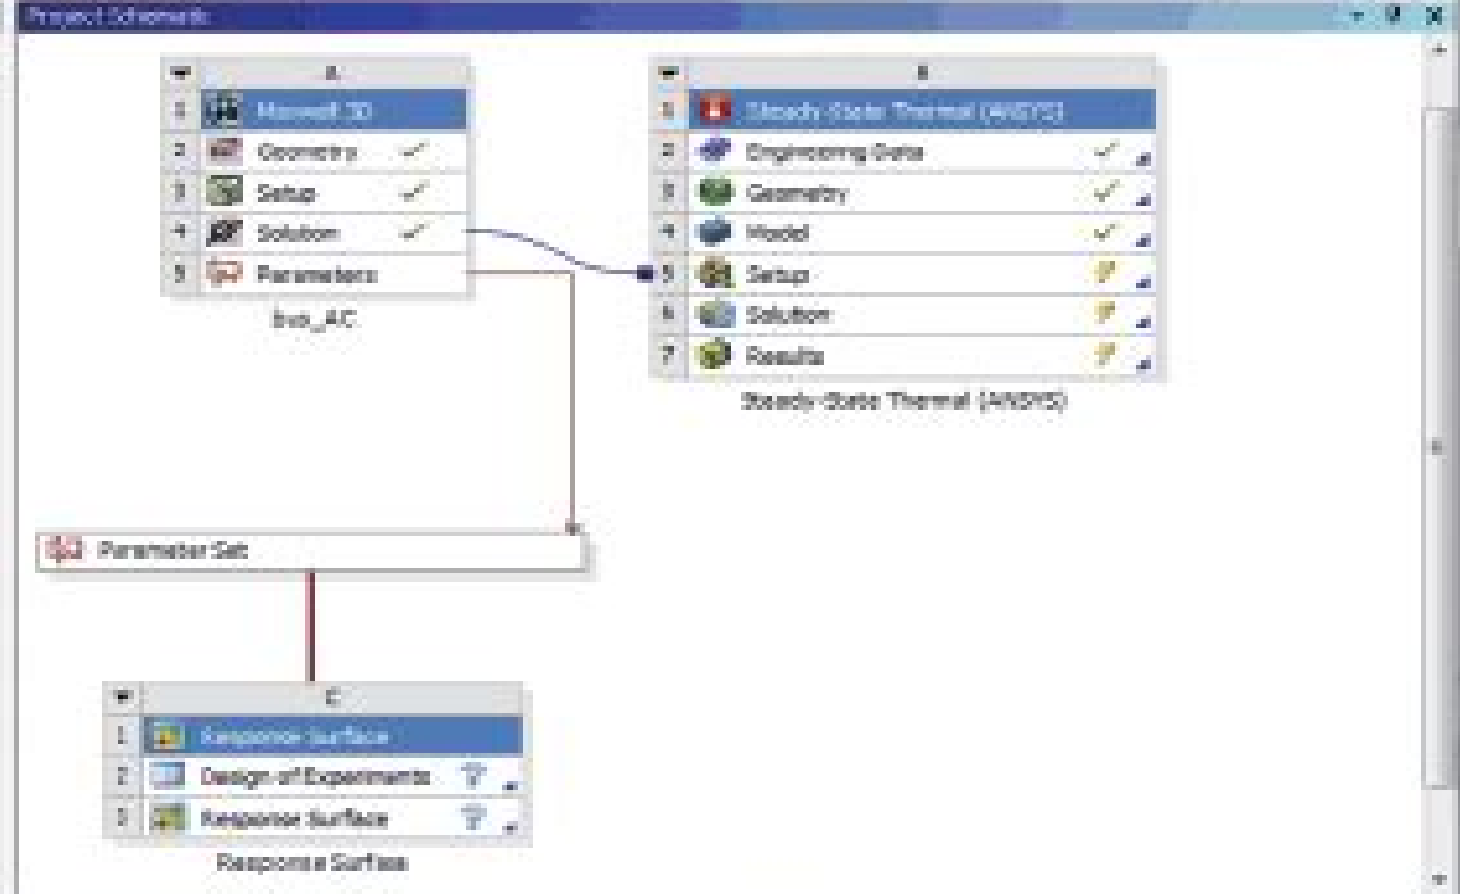 Project Schematic
A
1 Maxwell 3D
2 Geometry
3 Setup
4 Solution
5 Parameters
bus_AC
B
1 Steady-State Thermal (ANSYS)
2 Engineering Data
3 Geometry
4 Model
5 Setup
6 Solution
7 Results
Steady-State Thermal (ANSYS)
Parameter Set
C
1 Response Surface
2 Design of Experiments
3 Response Surface
Response Surface